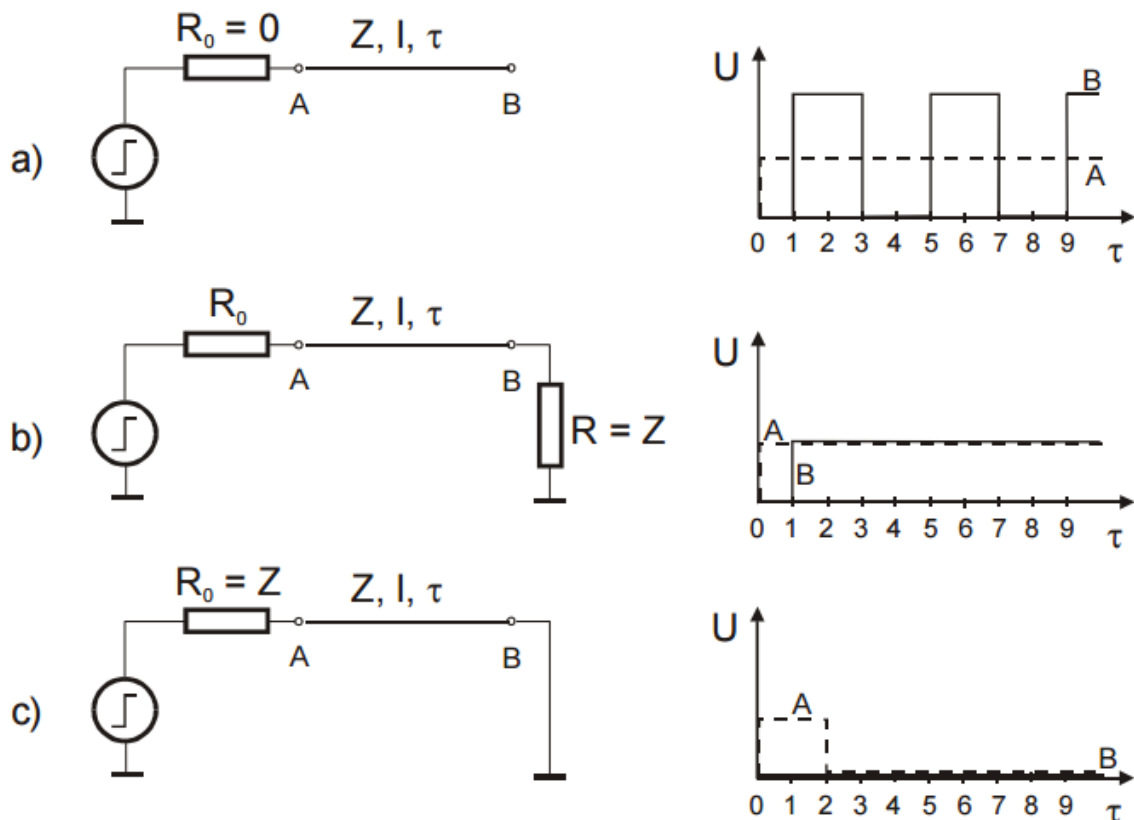 R₀ = 0
Z, l, τ
A
B
a)
U
B
A
0 1 2 3 4 5 6 7 8 9 τ
R₀
Z, l, τ
A
B
b)
R = Z
U
A
B
0 1 2 3 4 5 6 7 8 9 τ
R₀ = Z
Z, l, τ
A
B
c)
U
A
B
0 1 2 3 4 5 6 7 8 9 τ